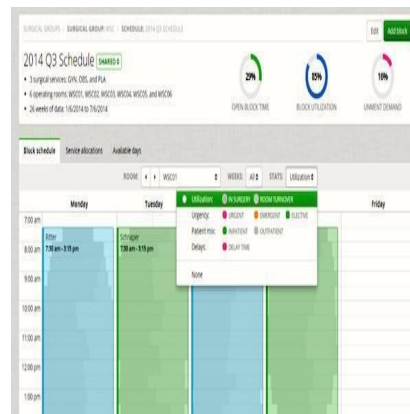 SURGICAL GROUPS › SURGICAL GROUP: WSC › SCHEDULE: 2014 Q3 SCHEDULE
Edit
Add block
2014 Q3 Schedule SHARED
• 3 surgical services: GYN, OBS, and PLA
• 6 operating rooms: WSC01, WSC02, WSC03, WSC04, WSC05, and WSC06
• 26 weeks of data: 1/6/2014 to 7/6/2014
29%
85%
16%
OPEN BLOCK TIME
BLOCK UTILIZATION
UNMENT DEMAND
Block schedule
Service allocations
Available days
ROOM: WSC01 WEEKS: All STATS: Utilization
Utilization: IN SURGERY ROOM TURNOVER
Urgency: URGENT EMERGENT ELECTIVE
Patient mix: INPATIENT OUTPATIENT
Delays: DELAY TIME
None
Monday
Tuesday
Friday
7:00 am
Ritter
7:30 am - 3:15 pm
Schnaper
7:30 am - 3:15 pm
8:00 am
9:00 am
10:00 am
11:00 am
12:00 pm
1:00 pm